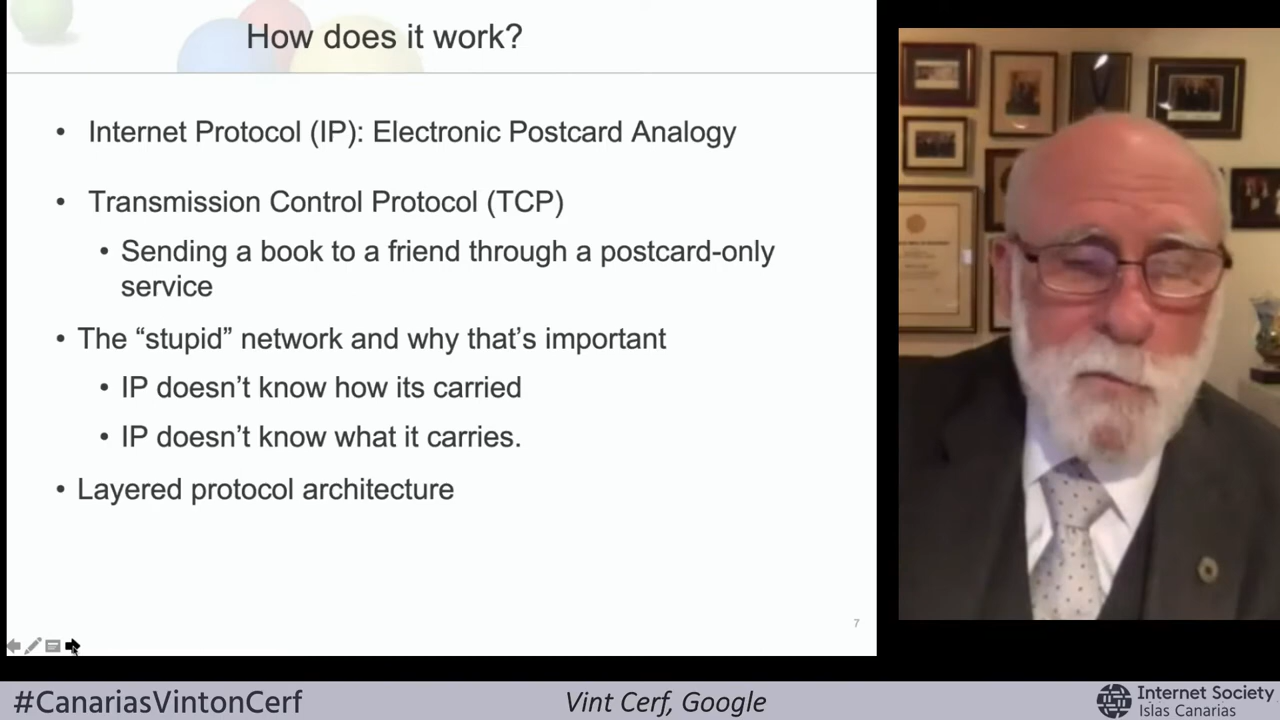 How does it work?
• Internet Protocol (IP): Electronic Postcard Analogy
• Transmission Control Protocol (TCP)
• Sending a book to a friend through a postcard-only
service
• The “stupid” network and why that’s important
• IP doesn’t know how its carried
• IP doesn’t know what it carries.
• Layered protocol architecture
7
#CanariasVintonCerf
Vint Cerf, Google
Internet Society
Islas Canarias